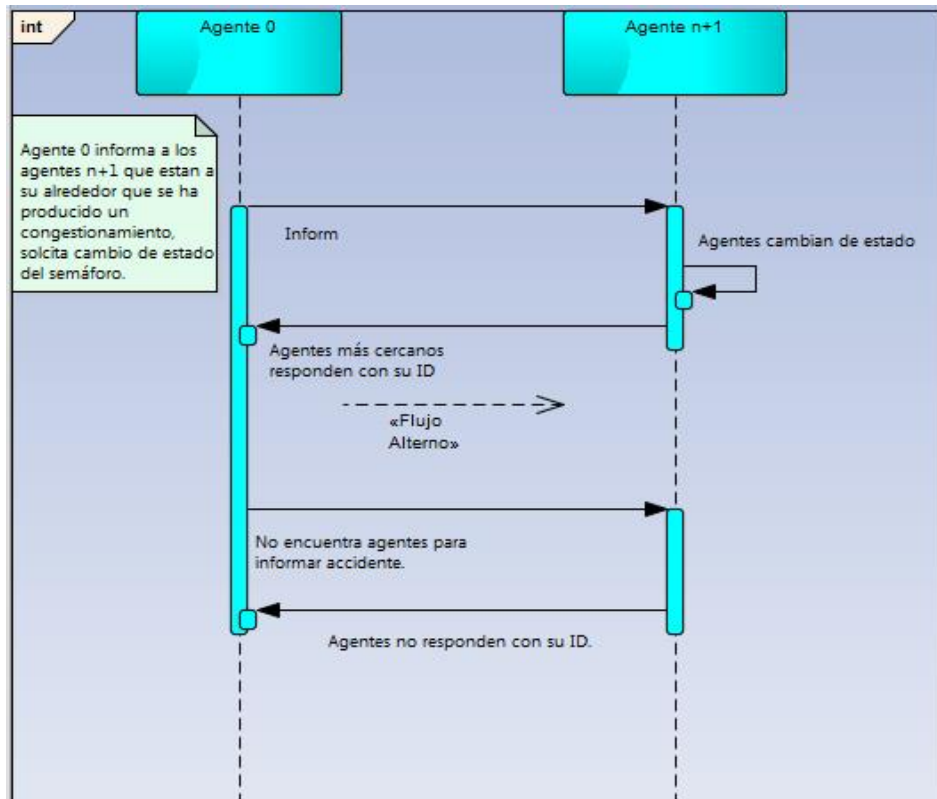 int
Agente 0
Agente n+1
Agente 0 informa a los
agentes n+1 que estan a
su alrededor que se ha
producido un
congestionamiento,
solcita cambio de estado
del semáforo.
Inform
Agentes cambian de estado
Agentes más cercanos
responden con su ID
«Flujo
Alterno»
No encuentra agentes para
informar accidente.
Agentes no responden con su ID.